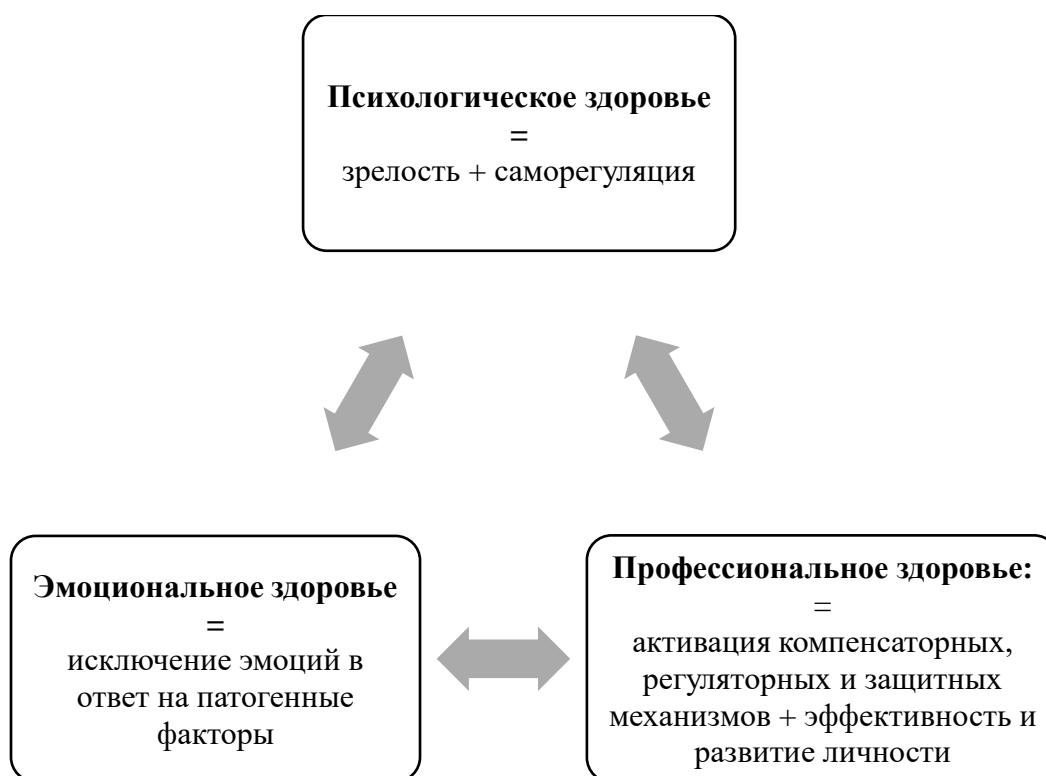 Психологическое здоровье
=
зрелость + саморегуляция
Эмоциональное здоровье
=
исключение эмоций в
ответ на патогенные
факторы
Профессиональное здоровье:
=
активация компенсаторных,
регуляторных и защитных
механизмов + эффективность и
развитие личности